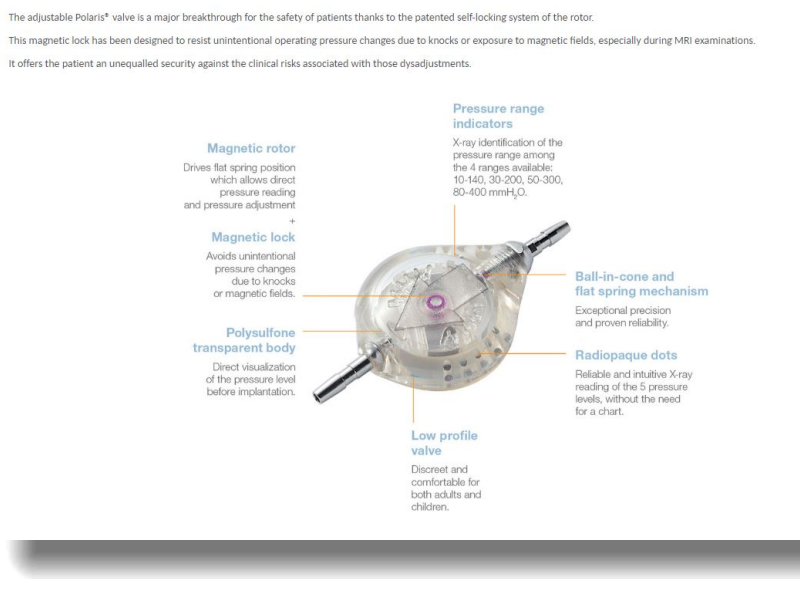 The adjustable Polaris® valve is a major breakthrough for the safety of patients thanks to the patented self-locking system of the rotor.
This magnetic lock has been designed to resist unintentional operating pressure changes due to knocks or exposure to magnetic fields, especially during MRI examinations.
It offers the patient an unequalled security against the clinical risks associated with those dysadjustments.
Pressure range
indicators
X-ray identification of the
pressure range among
the 4 ranges available:
10-140, 30-200, 50-300,
80-400 mmH₂O.
Magnetic rotor
Drives flat spring position
which allows direct
pressure reading
and pressure adjustment
+
Magnetic lock
Avoids unintentional
pressure changes
due to knocks
or magnetic fields.
Polysulfone
transparent body
Direct visualization
of the pressure level
before implantation.
Ball-in-cone and
flat spring mechanism
Exceptional precision
and proven reliability.
Radiopaque dots
Reliable and intuitive X-ray
reading of the 5 pressure
levels, without the need
for a chart.
Low profile
valve
Discreet and
comfortable for
both adults and
children.